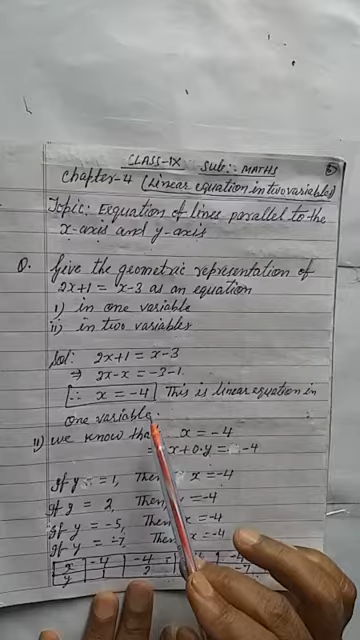 CLASS-IX Sub:- MATHS 5
Chapter-4 (Linear equation in two variables)
Topic: Eequation of lines parallel to the
x-axis and y-axis
Q. Give the geometric representation of
2x+1 = x-3 as an equation
i) in one variable
ii) in two variables
Sol: 2x+1 = x-3
⇒ 2x-x = -3-1
[∴ x = -4] This is linear equation in
one variable.
ii) we know that x = -4
x+0.y = -4
If y = 1, Then x = -4
If y = 2, Then x = -4
If y = -5, Then x = -4
If y = -7, Then x = -4
x -4 -4
y 2 -7